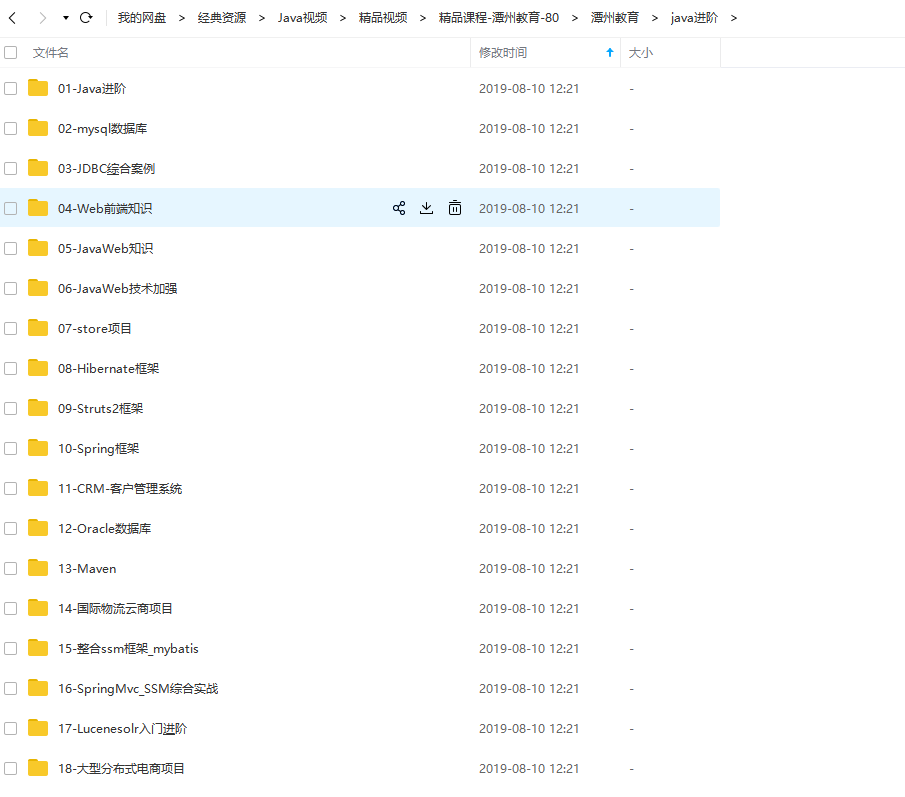 我的网盘 > 经典资源 > Java视频 > 精品视频 > 精品课程-潭州教育-80 > 潭州教育 > java进阶 >
文件名 修改时间 大小
01-Java进阶 2019-08-10 12:21 -
02-mysql数据库 2019-08-10 12:21 -
03-JDBC综合案例 2019-08-10 12:21 -
04-Web前端知识 2019-08-10 12:21 -
05-JavaWeb知识 2019-08-10 12:21 -
06-JavaWeb技术加强 2019-08-10 12:21 -
07-store项目 2019-08-10 12:21 -
08-Hibernate框架 2019-08-10 12:21 -
09-Struts2框架 2019-08-10 12:21 -
10-Spring框架 2019-08-10 12:21 -
11-CRM-客户管理系统 2019-08-10 12:21 -
12-Oracle数据库 2019-08-10 12:21 -
13-Maven 2019-08-10 12:21 -
14-国际物流云商项目 2019-08-10 12:21 -
15-整合ssm框架_mybatis 2019-08-10 12:21 -
16-SpringMvc_SSM综合实战 2019-08-10 12:21 -
17-Lucenesolr入门进阶 2019-08-10 12:21 -
18-大型分布式电商项目 2019-08-10 12:21 -